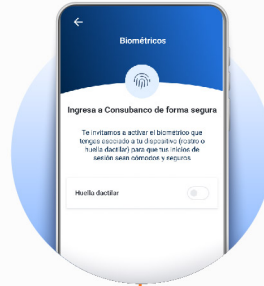 Biométricos
Ingresa a Consubanco de forma segura
Te invitamos a activar el biométrico que
tengas asociado a tu dispositivo (rostro o
huella dactilar) para que tus inicios de
sesión sean cómodos y seguros
Huella dactilar